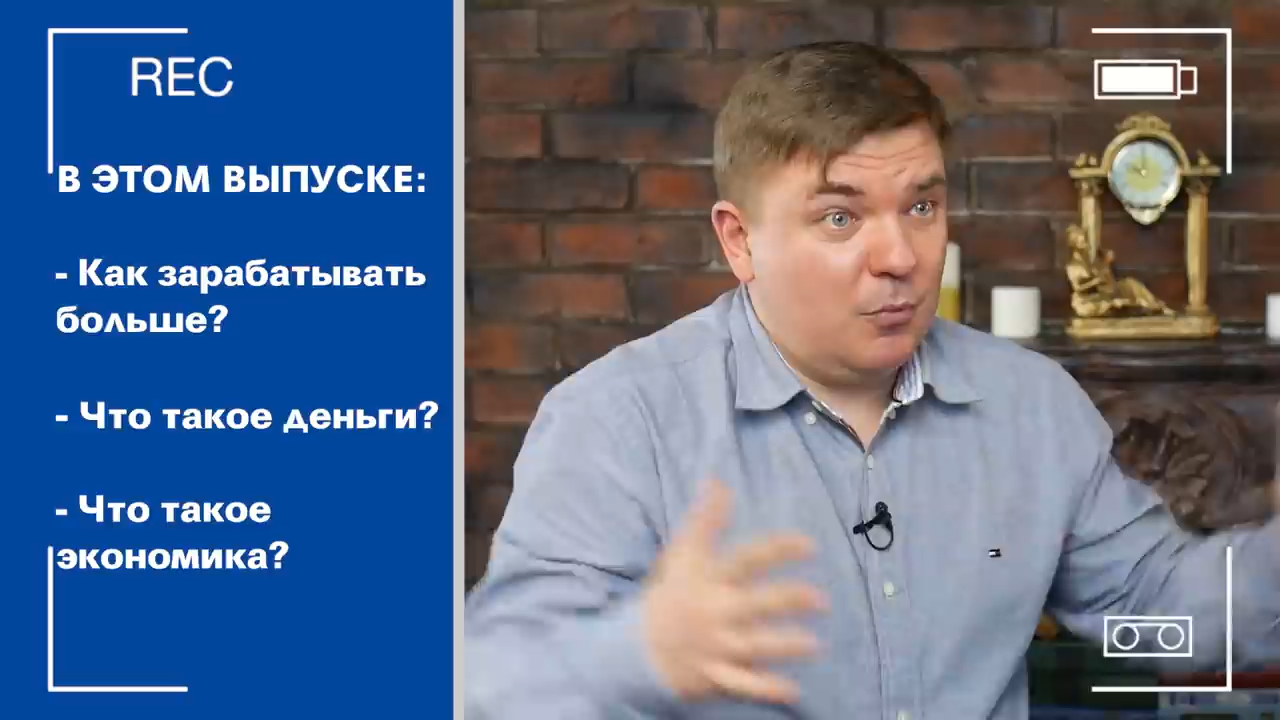 REC
В ЭТОМ ВЫПУСКЕ:
- Как зарабатывать
больше?
- Что такое деньги?
- Что такое
экономика?